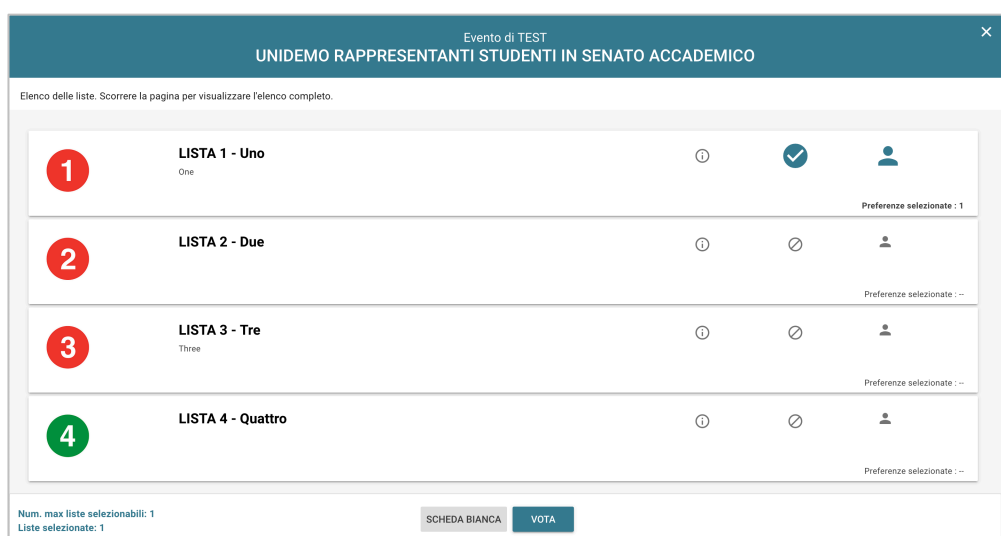 Evento di TEST
UNIDEMO RAPPRESENTANTI STUDENTI IN SENATO ACCADEMICO
Elenco delle liste. Scorrere la pagina per visualizzare l'elenco completo.
1
LISTA 1 - Uno
One
Preferenze selezionate : 1
2
LISTA 2 - Due
Preferenze selezionate : --
3
LISTA 3 - Tre
Three
Preferenze selezionate : --
4
LISTA 4 - Quattro
Preferenze selezionate : --
Num. max liste selezionabili: 1
Liste selezionate: 1
SCHEDA BIANCA VOTA